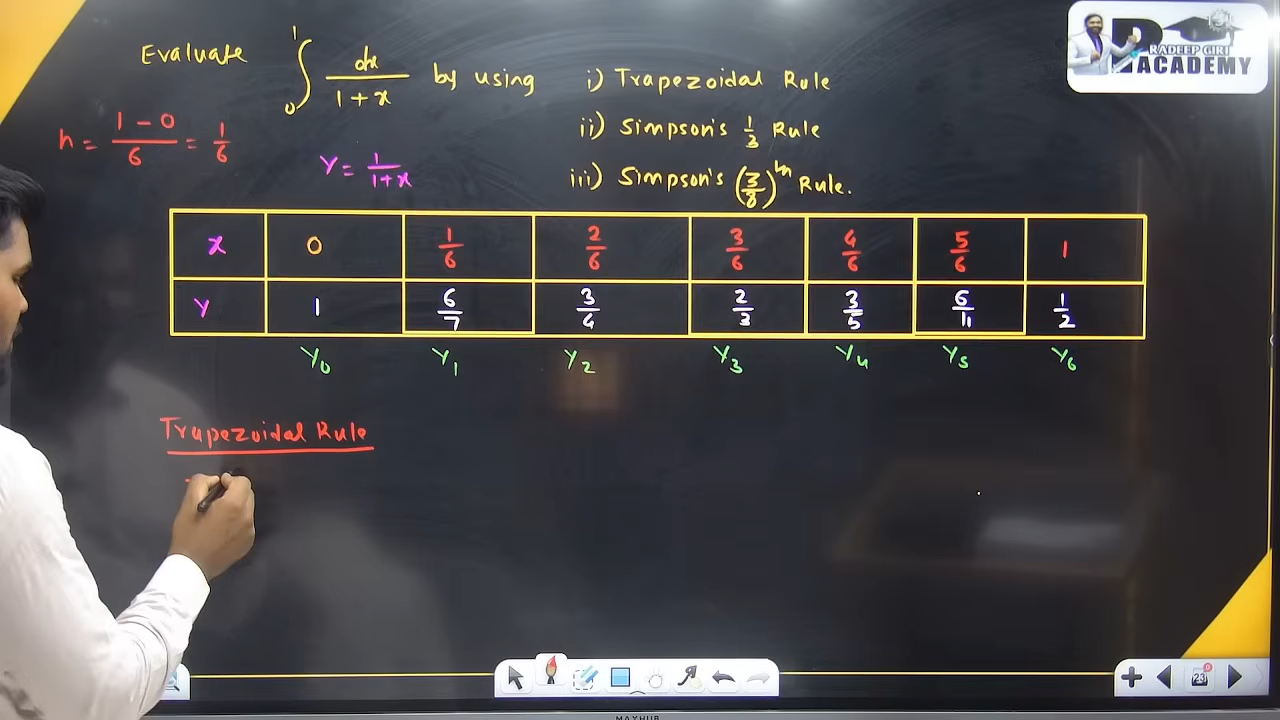 Evaluate ∫₀¹ dx/(1+x) by using i) Trapezoidal Rule
ii) Simpson's 1/3 Rule
iii) Simpson's (3/8)th Rule.
h = (1-0)/6 = 1/6
Y = 1/(1+x)
x 0 1/6 2/6 3/6 4/6 5/6 1
Y 1 6/7 3/4 2/3 3/5 6/11 1/2
Y₀ Y₁ Y₂ Y₃ Y₄ Y₅ Y₆
Trapezoidal Rule
RADEEP GIRI
ACADEMY
23
MAXHUB